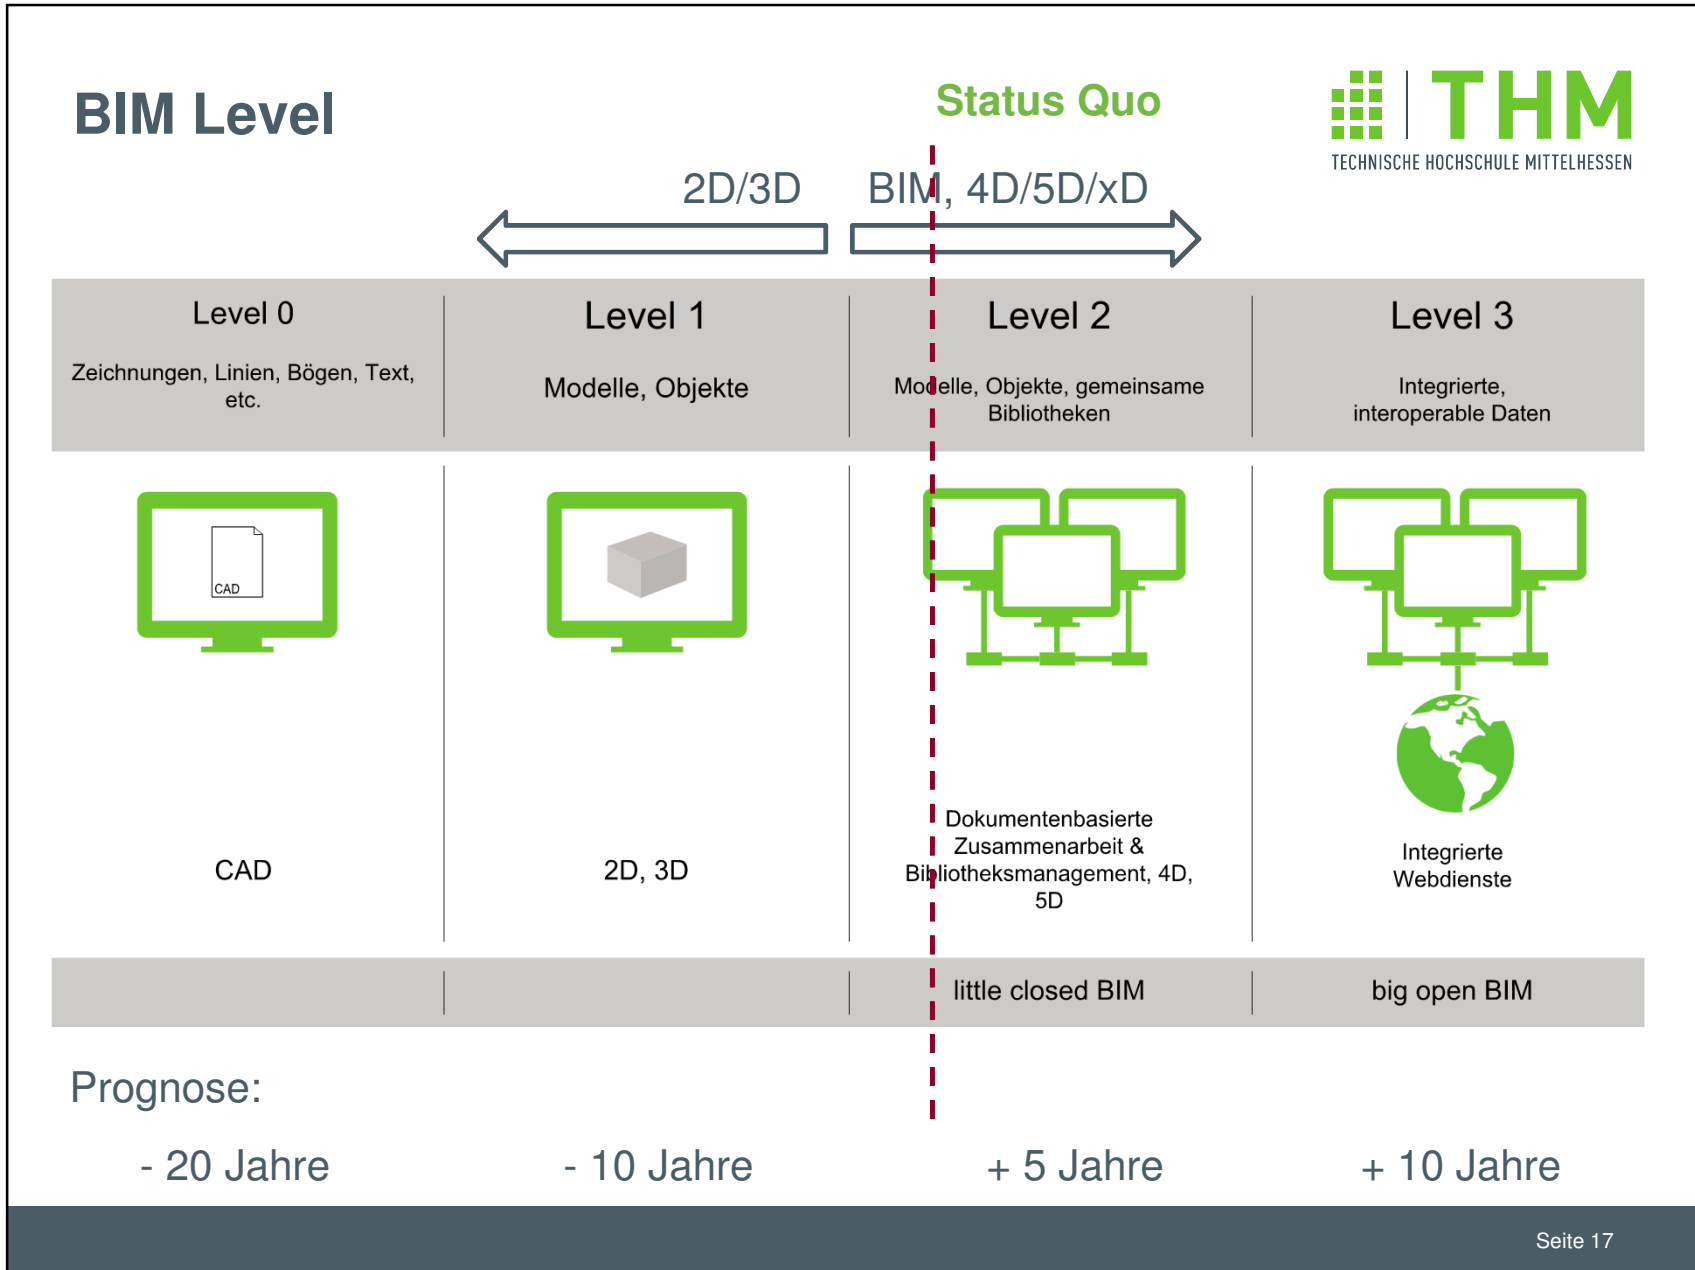 BIM Level
Status Quo
THM
TECHNISCHE HOCHSCHULE MITTELHESSEN
2D/3D
BIM, 4D/5D/xD
Level 0
Zeichnungen, Linien, Bögen, Text,
etc.
Level 1
Modelle, Objekte
Level 2
Modelle, Objekte, gemeinsame
Bibliotheken
Level 3
Integrierte,
interoperable Daten
CAD
CAD
2D, 3D
Dokumentenbasierte
Zusammenarbeit &
Bibliotheksmanagement, 4D,
5D
Integrierte
Webdienste
little closed BIM
big open BIM
Prognose:
- 20 Jahre
- 10 Jahre
+ 5 Jahre
+ 10 Jahre
Seite 17